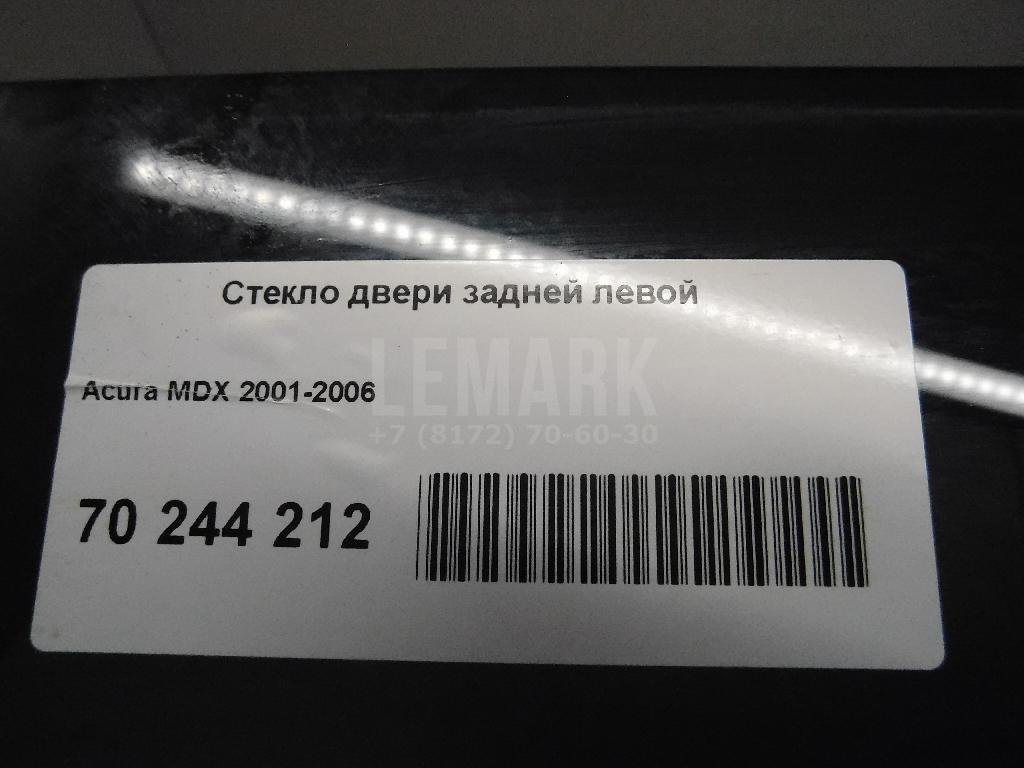 Стекло двери задней левой
LEMARK
Acura MDX 2001-2006
+7 (8172) 70-60-30
70 244 212